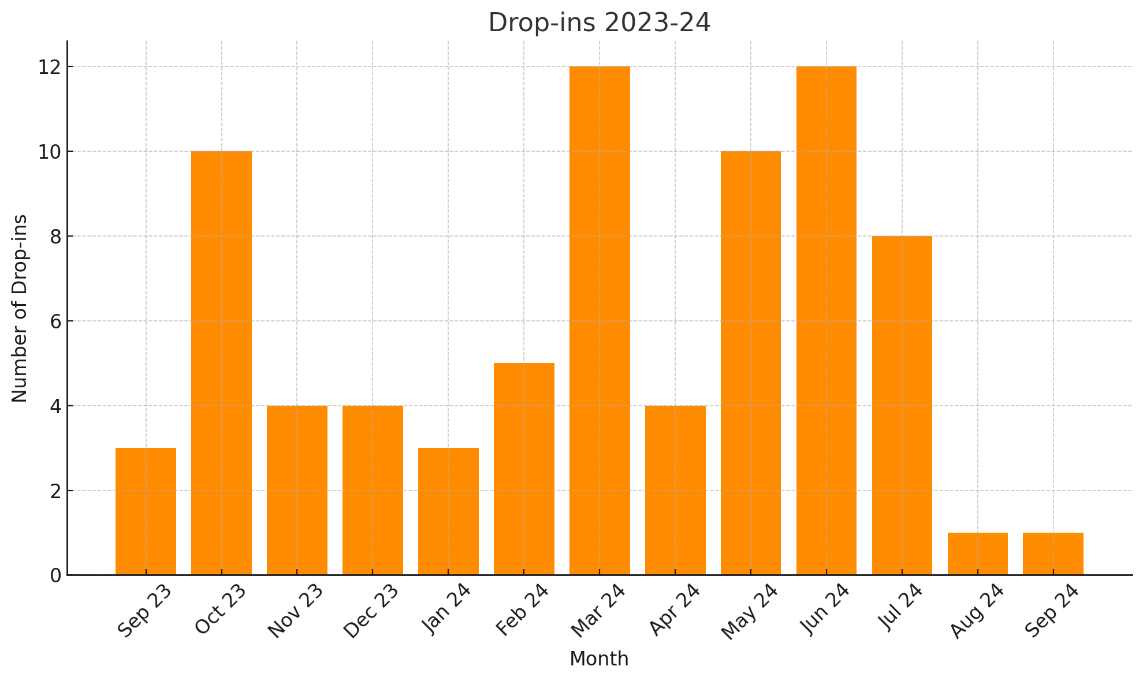 Drop-ins 2023-24
Number of Drop-ins
12
10
8
6
4
2
0
Sep 23
Oct 23
Nov 23
Dec 23
Jan 24
Feb 24
Mar 24
Apr 24
May 24
Jun 24
Jul 24
Aug 24
Sep 24
Month